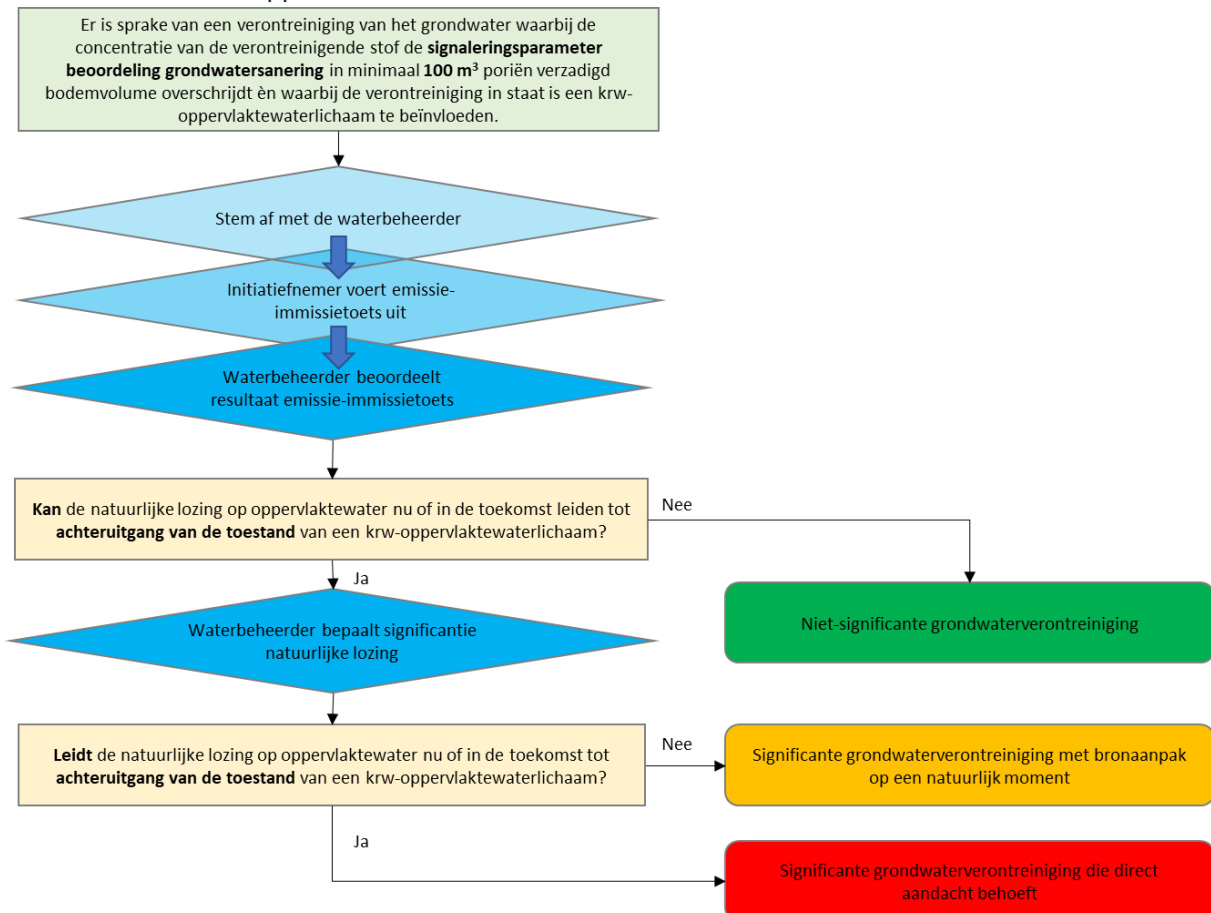 Er is sprake van een verontreiniging van het grondwater waarbij de
concentratie van de verontreinigende stof de signaleringsparameter
beoordeling grondwatersanering in minimaal 100 m³ poriën verzadigd
bodemvolume overschrijdt èn waarbij de verontreiniging in staat is een krw-
oppervlaktewaterlichaam te beïnvloeden.
Stem af met de waterbeheerder
Initiatiefnemer voert emissie-
immissietoets uit
Waterbeheerder beoordeelt
resultaat emissie-immissietoets
Kan de natuurlijke lozing op oppervlaktewater nu of in de toekomst leiden tot
achteruitgang van de toestand van een krw-oppervlaktewaterlichaam?
Nee
Ja
Niet-significante grondwaterverontreiniging
Waterbeheerder bepaalt significantie
natuurlijke lozing
Leidt de natuurlijke lozing op oppervlaktewater nu of in de toekomst tot
achteruitgang van de toestand van een krw-oppervlaktewaterlichaam?
Nee
Significante grondwaterverontreiniging met bronaanpak
op een natuurlijk moment
Ja
Significante grondwaterverontreiniging die direct
aandacht behoeft